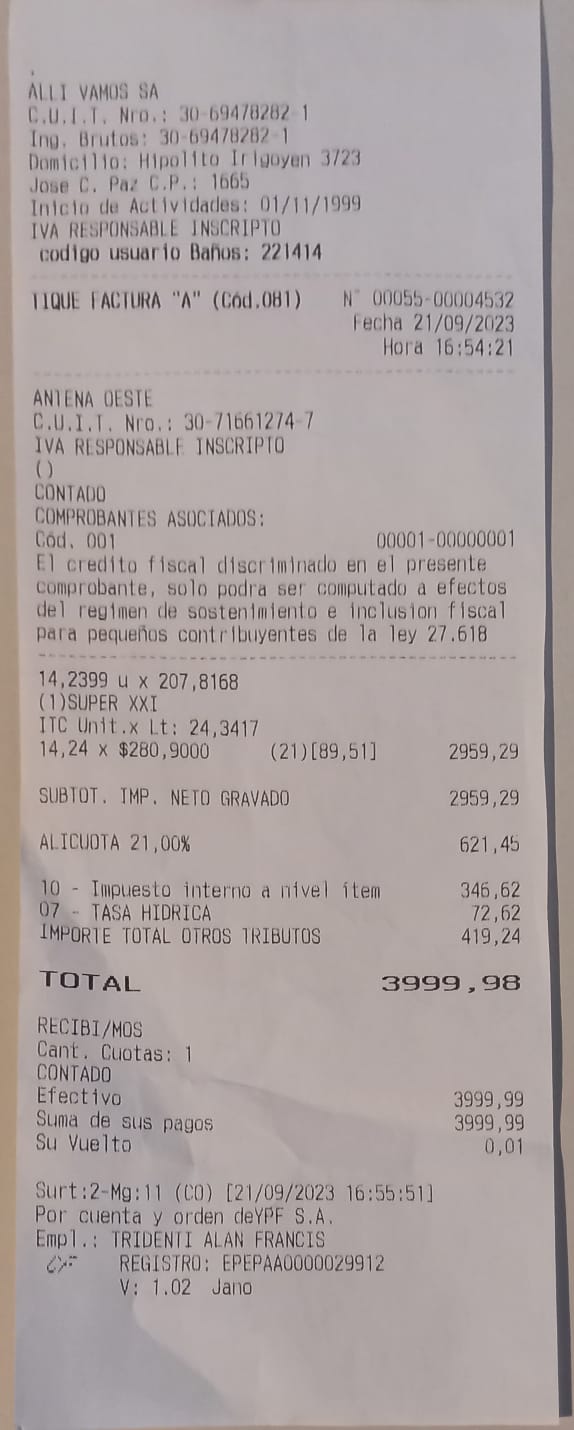 ALLI VAMOS SA
C.U.I.T. Nro.: 30-69478282-1
Ing. Brutos: 30-69478282-1
Domicilio: Hipolito Irigoyen 3723
Jose C. Paz C.P.: 1665
Inicio de Actividades: 01/11/1999
IVA RESPONSABLE INSCRIPTO
codigo usuario Baños: 221414
TIQUE FACTURA "A" (Cód.081) N° 00055-00004532
Fecha 21/09/2023
Hora 16:54:21
ANTENA OESTE
C.U.I.T. Nro.: 30-71661274-7
IVA RESPONSABLE INSCRIPTO
()
CONTADO
COMPROBANTES ASOCIADOS:
Cód. 001 00001-00000001
El credito fiscal discriminado en el presente
comprobante, solo podra ser computado a efectos
del regimen de sostenimiento e inclusion fiscal
para pequeños contribuyentes de la ley 27.618
14,2399 u x 207,8168
(1)SUPER XXI
ITC Unit.x Lt: 24,3417
14,24 x $280,9000 (21)[89,51] 2959,29
SUBTOT. IMP. NETO GRAVADO 2959,29
ALICUOTA 21,00% 621,45
10 - Impuesto interno a nivel ítem 346,62
07 - TASA HIDRICA 72,62
IMPORTE TOTAL OTROS TRIBUTOS 419,24
TOTAL 3999,98
RECIBI/MOS
Cant. Cuotas: 1
CONTADO
Efectivo 3999,99
Suma de sus pagos 3999,99
Su Vuelto 0,01
Surt:2-Mg:11 (CO) [21/09/2023 16:55:51]
Por cuenta y orden deYPF S.A.
Empl.: TRIDENTI ALAN FRANCIS
REGISTRO: EPEPAA0000029912
V: 1.02 Jano